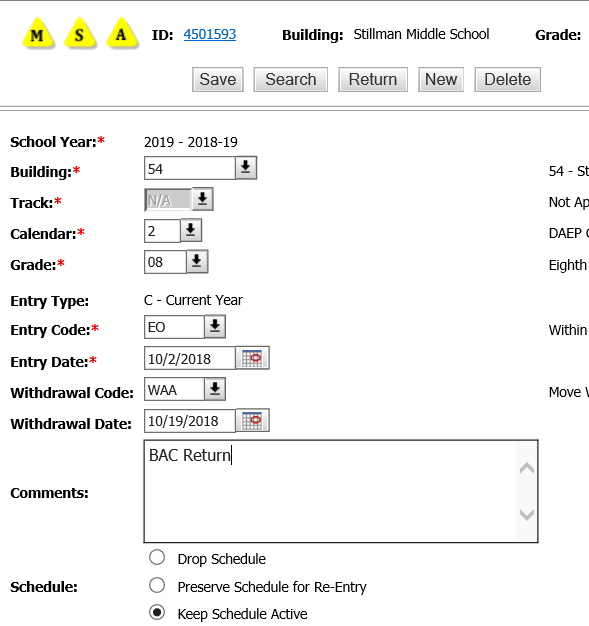 M S A ID: 4501593 Building: Stillman Middle School Grade:
Save Search Return New Delete
School Year:* 2019 - 2018-19
Building:* 54 54 - St
Track:* N/A Not Ap
Calendar:* 2 DAEP C
Grade:* 08 Eighth
Entry Type: C - Current Year
Entry Code:* EO Within
Entry Date:* 10/2/2018
Withdrawal Code: WAA Move W
Withdrawal Date: 10/19/2018
Comments: BAC Return
Drop Schedule
Schedule: Preserve Schedule for Re-Entry
Keep Schedule Active